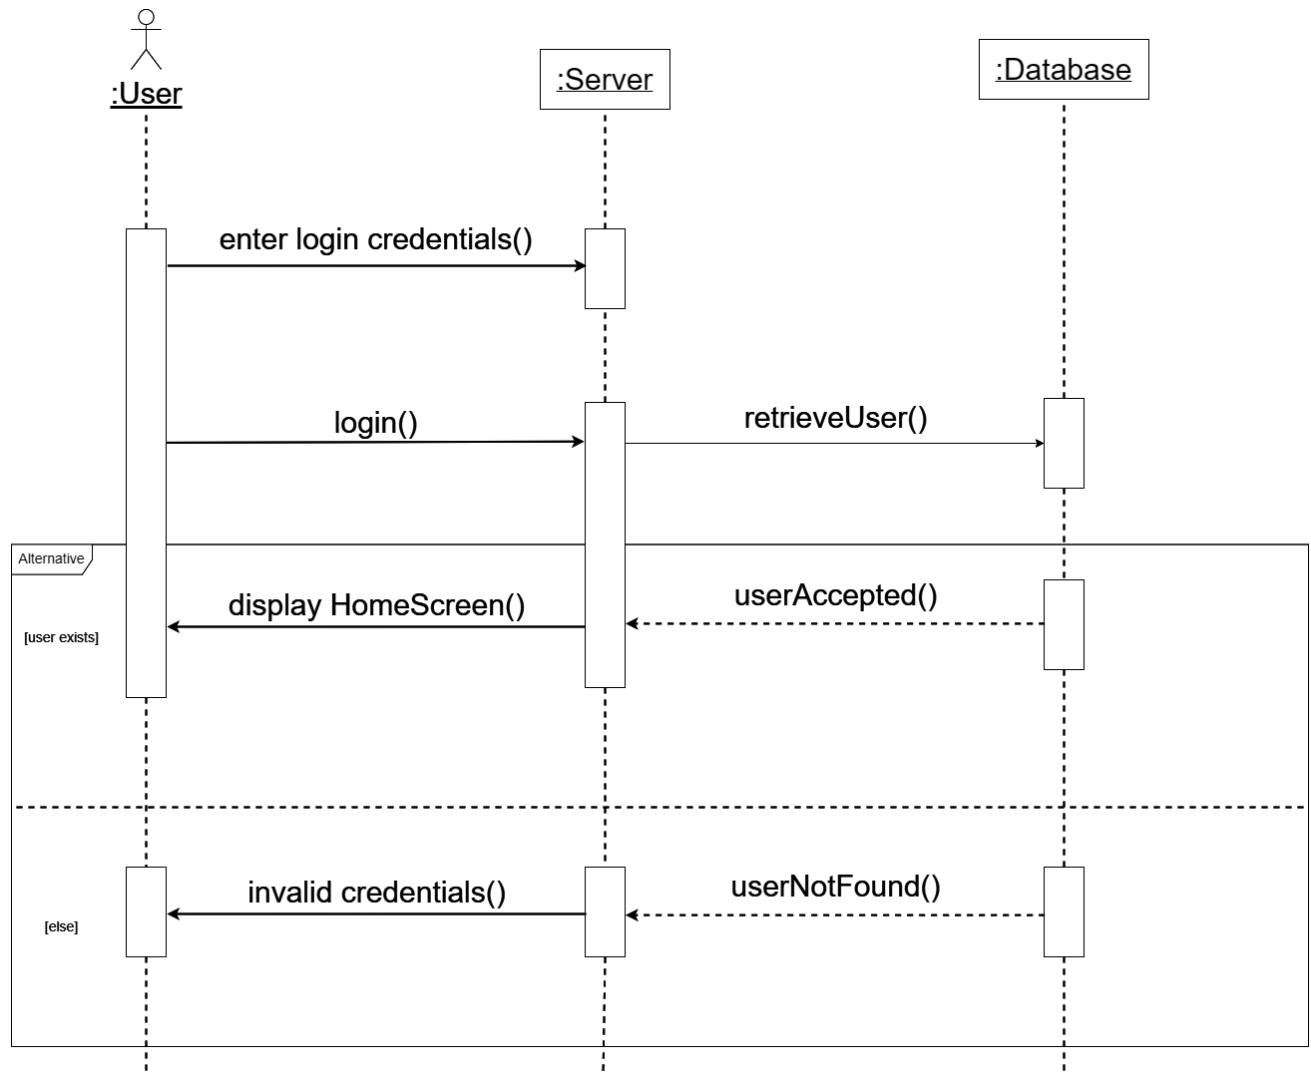 :User
:Server
:Database
enter login credentials()
login()
retrieveUser()
Alternative
display HomeScreen()
userAccepted()
[user exists]
invalid credentials()
userNotFound()
[else]